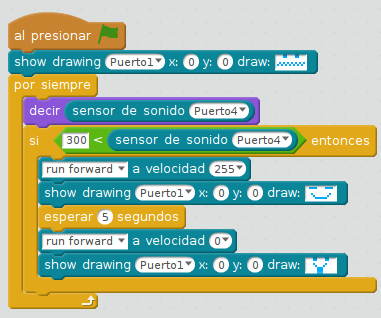 al presionar
show drawing Puerto1 x: 0 y: 0 draw:
por siempre
decir sensor de sonido Puerto4
si 300 < sensor de sonido Puerto4 entonces
run forward a velocidad 255
show drawing Puerto1 x: 0 y: 0 draw:
esperar 5 segundos
run forward a velocidad 0
show drawing Puerto1 x: 0 y: 0 draw: